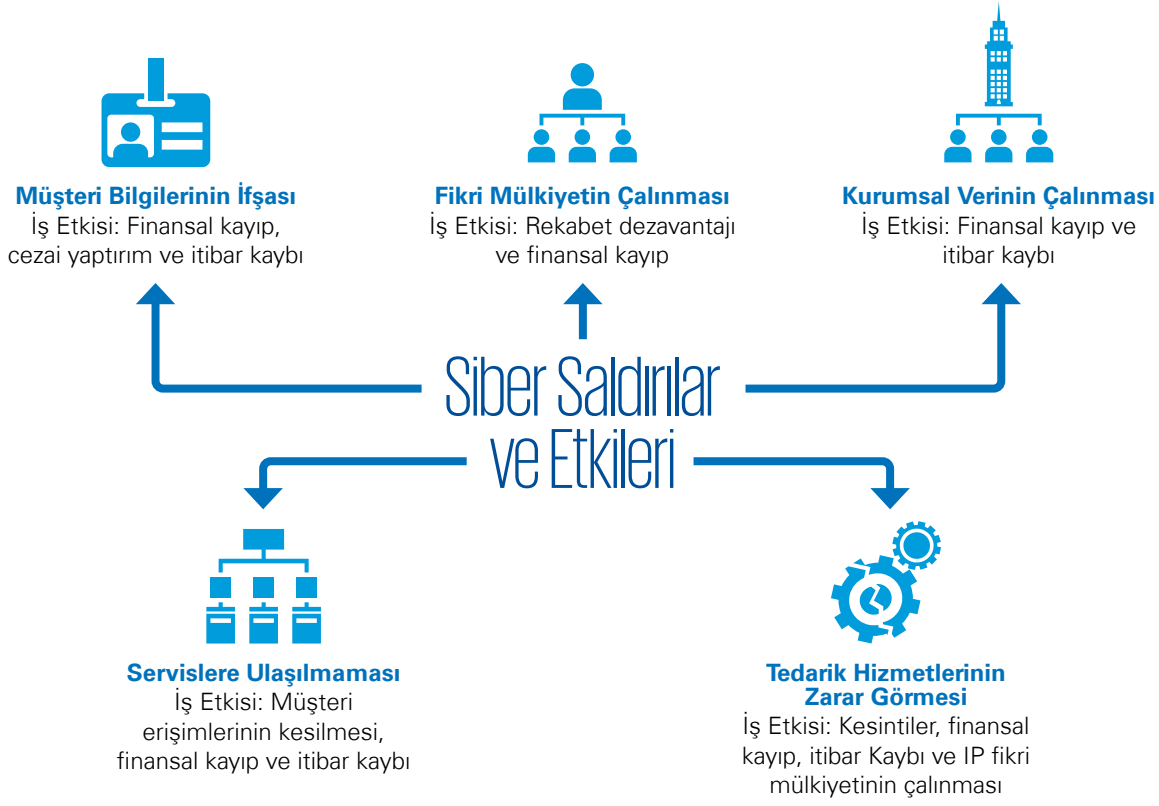 Müşteri Bilgilerinin İfşası
İş Etkisi: Finansal kayıp,
cezai yaptırım ve itibar kaybı
Fikri Mülkiyetin Çalınması
İş Etkisi: Rekabet dezavantajı
ve finansal kayıp
Kurumsal Verinin Çalınması
İş Etkisi: Finansal kayıp ve
itibar kaybı
Siber Saldırılar
ve Etkileri
Servislere Ulaşılmaması
İş Etkisi: Müşteri
erişimlerinin kesilmesi,
finansal kayıp ve itibar kaybı
Tedarik Hizmetlerinin
Zarar Görmesi
İş Etkisi: Kesintiler, finansal
kayıp, itibar Kaybı ve IP fikri
mülkiyetinin çalınması